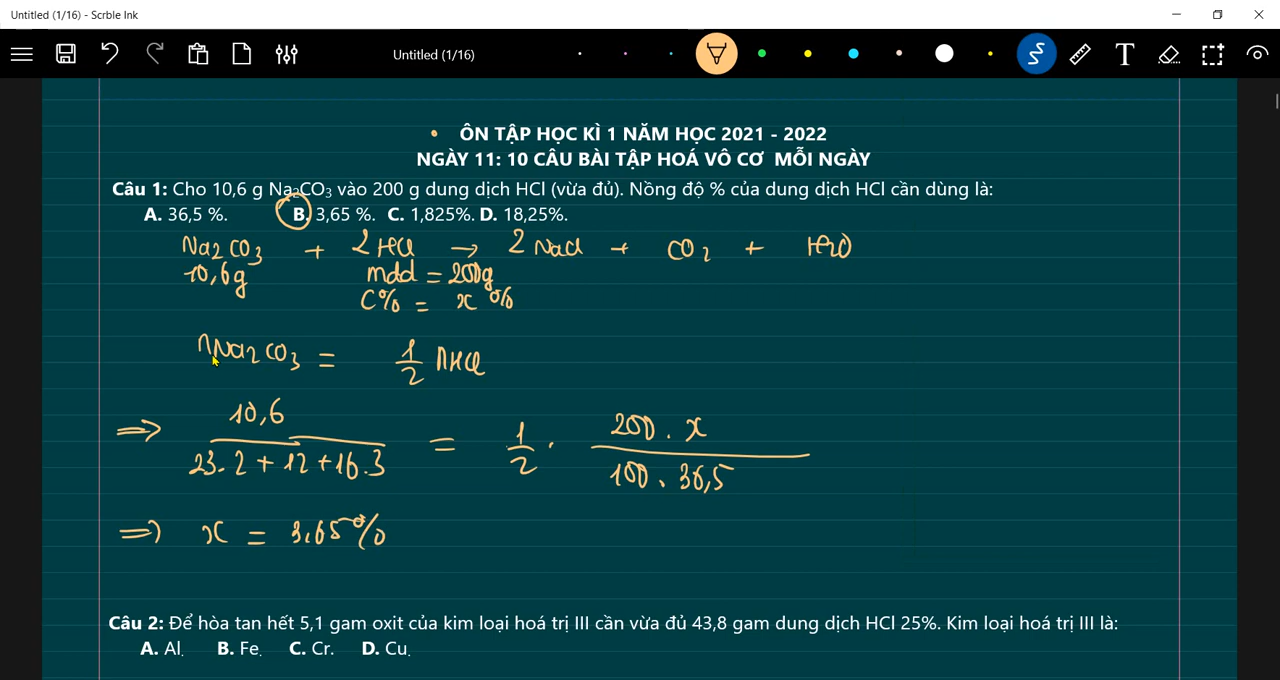 Untitled (1/16) - Scrble Ink
Untitled (1/16)
ÔN TẬP HỌC KÌ 1 NĂM HỌC 2021 - 2022
NGÀY 11: 10 CÂU BÀI TẬP HOÁ VÔ CƠ MỖI NGÀY
Câu 1: Cho 10,6 g Na₂CO₃ vào 200 g dung dịch HCl (vừa đủ). Nồng độ % của dung dịch HCl cần dùng là:
A. 36,5 %. B. 3,65 %. C. 1,825%. D. 18,25%.
Na2CO3 + 2HCl → 2NaCl + CO2 + H2O
10,6g mdd = 200g
C% = x %
nNa2CO3 = 1/2 nHCl
⇒ 10,6 / 23.2+12+16.3 = 1/2 . 200.x / 100.36,5
⇒ x = 3,65%
Câu 2: Để hòa tan hết 5,1 gam oxit của kim loại hoá trị III cần vừa đủ 43,8 gam dung dịch HCl 25%. Kim loại hoá trị III là:
A. Al. B. Fe. C. Cr. D. Cu.